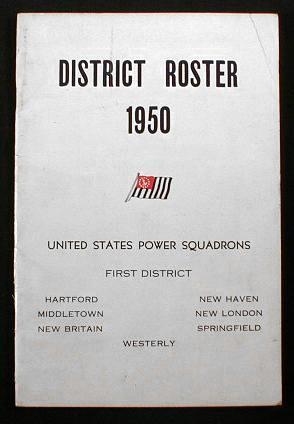 DISTRICT ROSTER
1950
UNITED STATES POWER SQUADRONS
FIRST DISTRICT
HARTFORD NEW HAVEN
MIDDLETOWN NEW LONDON
NEW BRITAIN SPRINGFIELD
WESTERLY